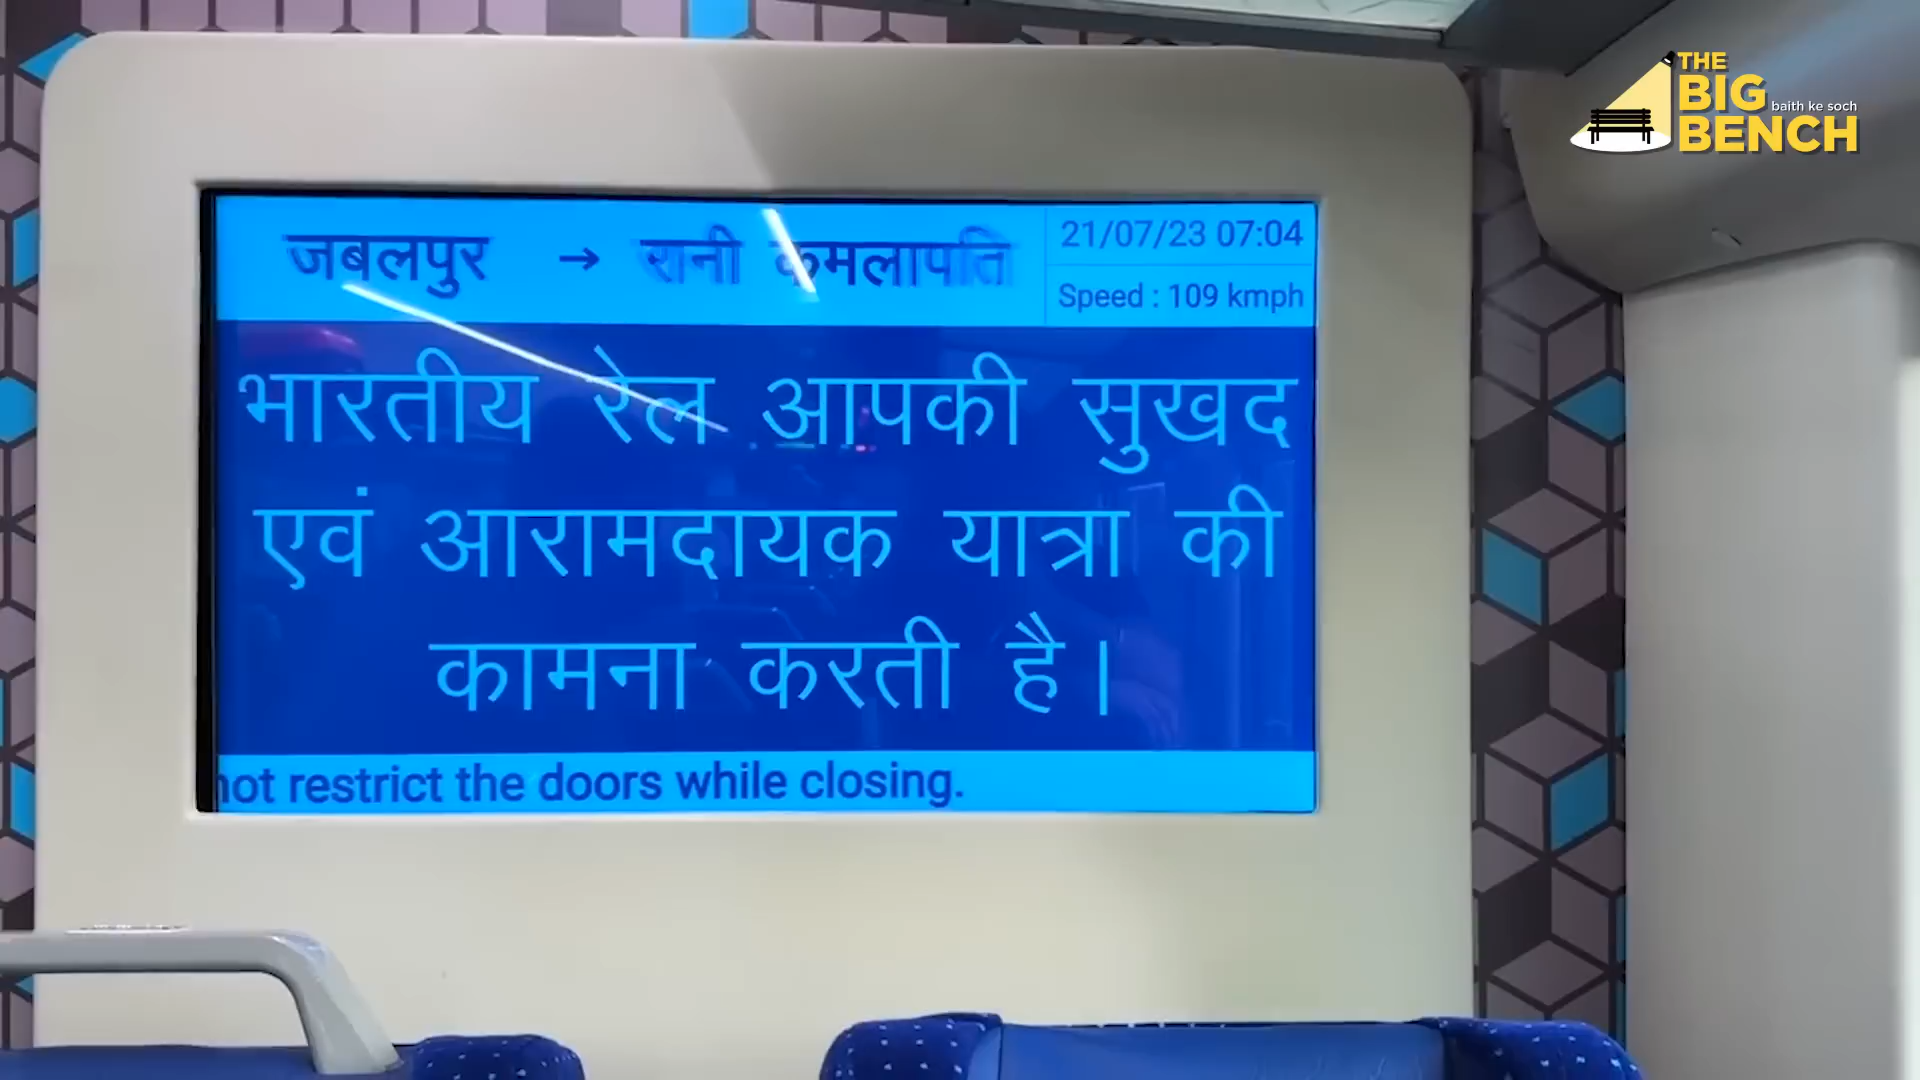 THE
BIG
baith ke soch
BENCH
जबलपुर → रानी कमलापति
21/07/23 07:04
Speed : 109 kmph
भारतीय रेल आपकी सुखद
एवं आरामदायक यात्रा की
कामना करती है।
not restrict the doors while closing.